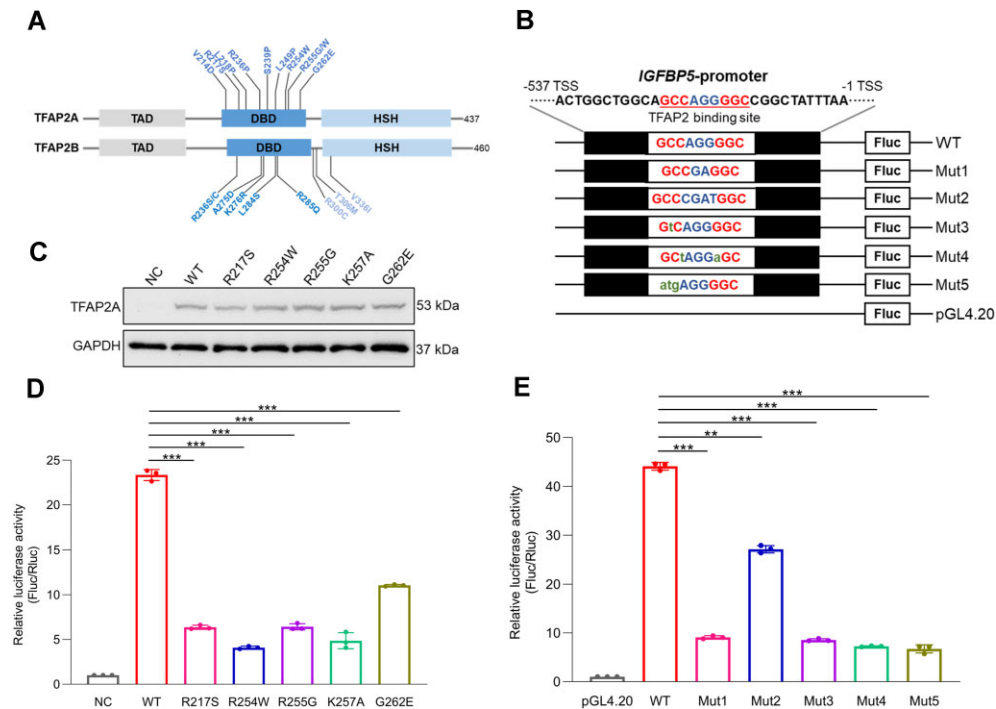 A
V214D
R217S
L218P
R236P
S239P
L249P
R254W
R255G/W
G262E
TFAP2A TAD DBD HSH 437
TFAP2B TAD DBD HSH 460
R236S/C
A275D
K276R
L284S
R285Q
R300C
T306M
V336I
B
IGFBP5-promoter
-537 TSS -1 TSS
ACTGGCTGGCAGCCAGGGGCCGGCTATTTAA
TFAP2 binding site
GCCAGGGGC Fluc WT
GCCGAGGC Fluc Mut1
GCCCGATGGC Fluc Mut2
GtCAGGGGC Fluc Mut3
GCtAGGaGC Fluc Mut4
atgAGGGGC Fluc Mut5
Fluc pGL4.20
C
NC WT R217S R254W R255G K257A G262E
TFAP2A 53 kDa
GAPDH 37 kDa
D
***
***
***
***
***
Relative luciferase activity
(Fluc/Rluc)
25
20
15
10
5
0
NC WT R217S R254W R255G K257A G262E
E
***
***
***
**
***
Relative luciferase activity
(Fluc/Rluc)
50
40
30
20
10
0
pGL4.20 WT Mut1 Mut2 Mut3 Mut4 Mut5